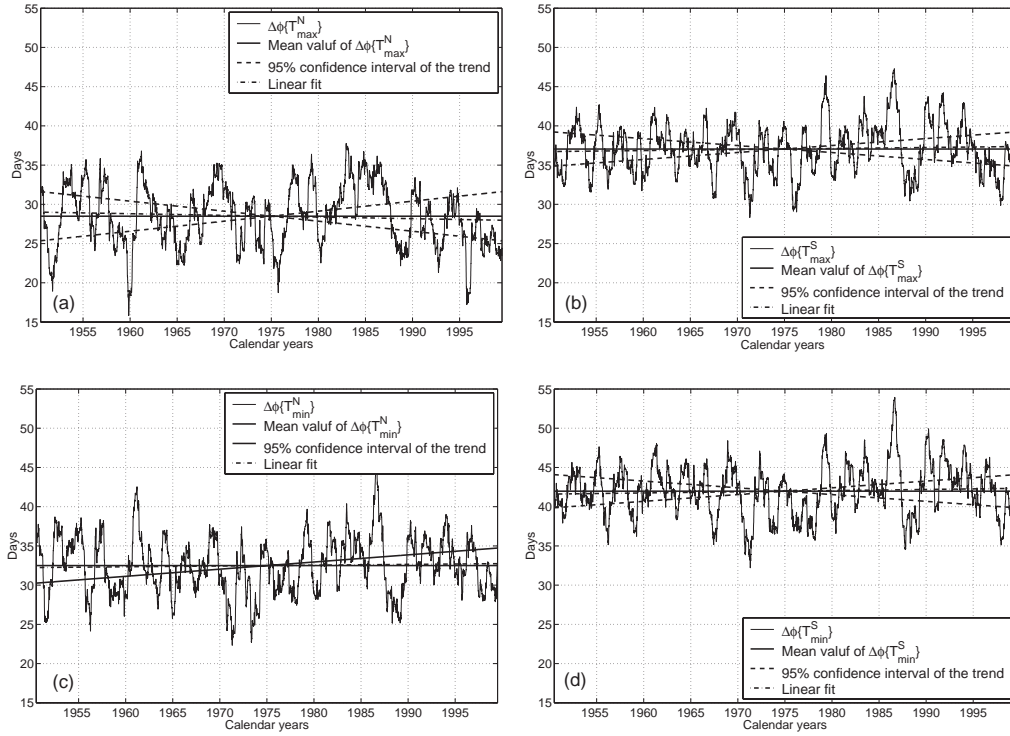 55
50
45
40
35
30
25
20
15
Days
Δϕ{T^N_max}
Mean valuf of Δϕ{T^N_max}
95% confidence interval of the trend
Linear fit
(a)
1955 1960 1965 1970 1975 1980 1985 1990 1995
Calendar years
55
50
45
40
35
30
25
20
15
Days
(b)
Δϕ{T^S_max}
Mean valuf of Δϕ{T^S_max}
95% confidence interval of the trend
Linear fit
1955 1960 1965 1970 1975 1980 1985 1990 1995
Calendar years
55
50
45
40
35
30
25
20
15
Days
Δϕ{T^N_min}
Mean valuf of Δϕ{T^N_min}
95% confidence interval of the trend
Linear fit
(c)
1955 1960 1965 1970 1975 1980 1985 1990 1995
Calendar years
55
50
45
40
35
30
25
20
15
Days
(d)
Δϕ{T^S_min}
Mean valuf of Δϕ{T^S_min}
95% confidence interval of the trend
Linear fit
1955 1960 1965 1970 1975 1980 1985 1990 1995
Calendar years